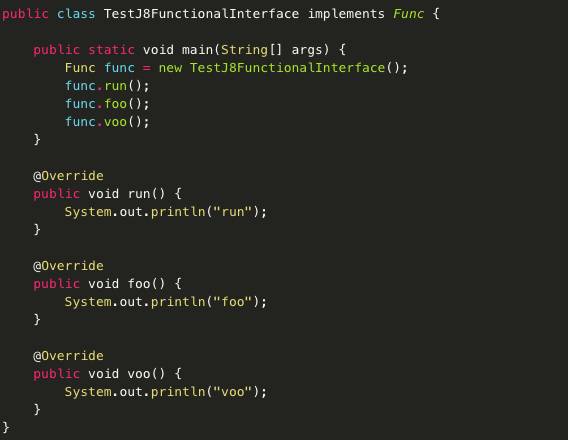 public class TestJ8FunctionalInterface implements Func {
public static void main(String[] args) {
Func func = new TestJ8FunctionalInterface();
func.run();
func.foo();
func.voo();
}
@Override
public void run() {
System.out.println("run");
}
@Override
public void foo() {
System.out.println("foo");
}
@Override
public void voo() {
System.out.println("voo");
}
}